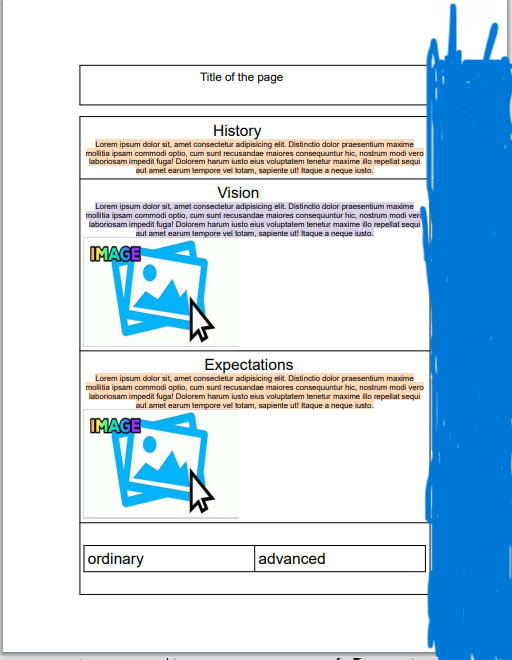 Title of the page
History
Lorem ipsum dolor sit, amet consectetur adipisicing elit. Distinctio dolor praesentium maxime
mollitia ipsam commodi optio, cum sunt recusandae maiores consequuntur hic, nostrum modi vero
laboriosam impedit fuga! Dolorem harum iusto eius voluptatem tenetur maxime illo repellat sequi
aut amet earum tempore vel totam, sapiente ut! Itaque a neque iusto.
Vision
Lorem ipsum dolor sit, amet consectetur adipisicing elit. Distinctio dolor praesentium maxime
mollitia ipsam commodi optio, cum sunt recusandae maiores consequuntur hic, nostrum modi vero
laboriosam impedit fuga! Dolorem harum iusto eius voluptatem tenetur maxime illo repellat sequi
aut amet earum tempore vel totam, sapiente ut! Itaque a neque iusto.
IMAGE
Expectations
Lorem ipsum dolor sit, amet consectetur adipisicing elit. Distinctio dolor praesentium maxime
mollitia ipsam commodi optio, cum sunt recusandae maiores consequuntur hic, nostrum modi vero
laboriosam impedit fuga! Dolorem harum iusto eius voluptatem tenetur maxime illo repellat sequi
aut amet earum tempore vel totam, sapiente ut! Itaque a neque iusto.
IMAGE
ordinary advanced